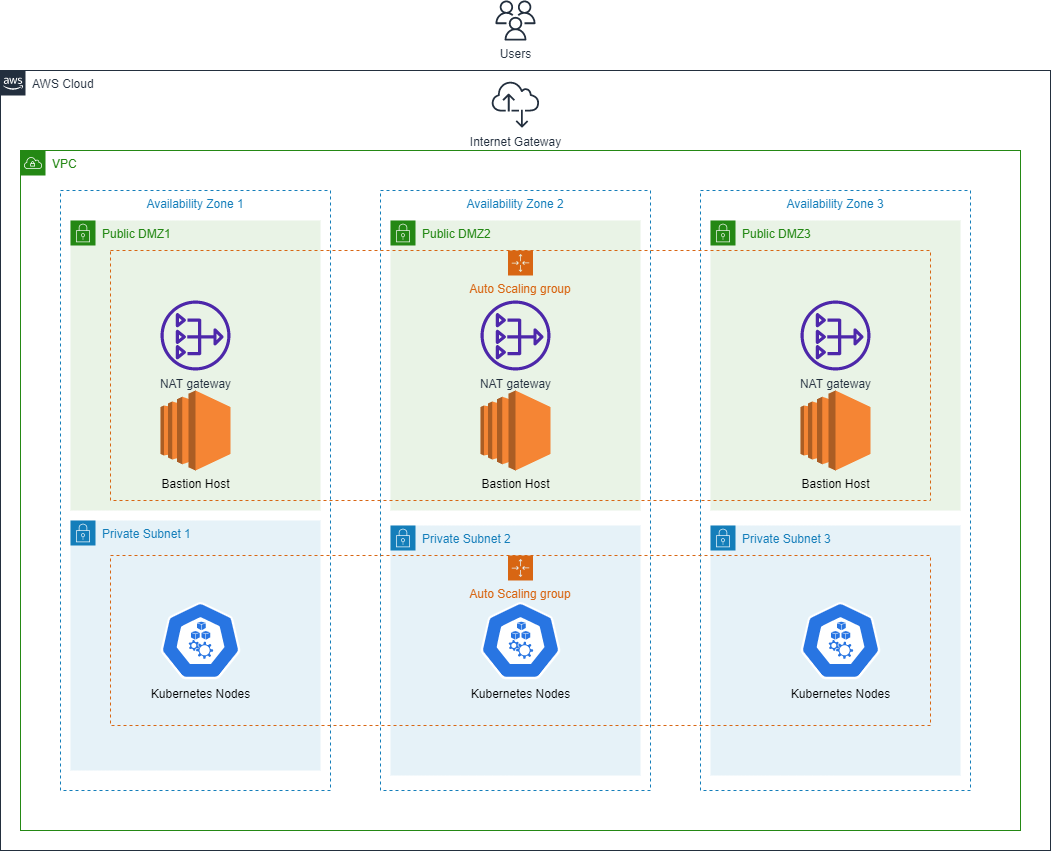 Users
aws
AWS Cloud
Internet Gateway
VPC
Availability Zone 1
Availability Zone 2
Availability Zone 3
Public DMZ1
Public DMZ2
Public DMZ3
Auto Scaling group
NAT gateway
NAT gateway
NAT gateway
Bastion Host
Bastion Host
Bastion Host
Private Subnet 1
Private Subnet 2
Private Subnet 3
Auto Scaling group
Kubernetes Nodes
Kubernetes Nodes
Kubernetes Nodes